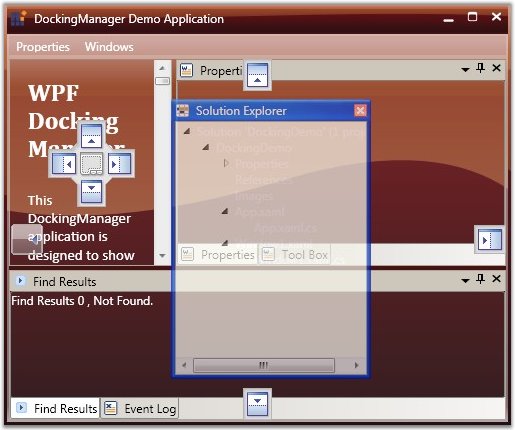 DockingManager Demo Application
Properties Windows
WPF
Docking
Manager
This
DockingManager
application is
designed to show
Properti
Solution Explorer
Solution 'DockingDemo' (1 proj
DockingDemo
Properties
References
Images
App.xaml
App.xaml.cs
Properties Tool Box
Find Results
Find Results 0 , Not Found.
Find Results Event Log